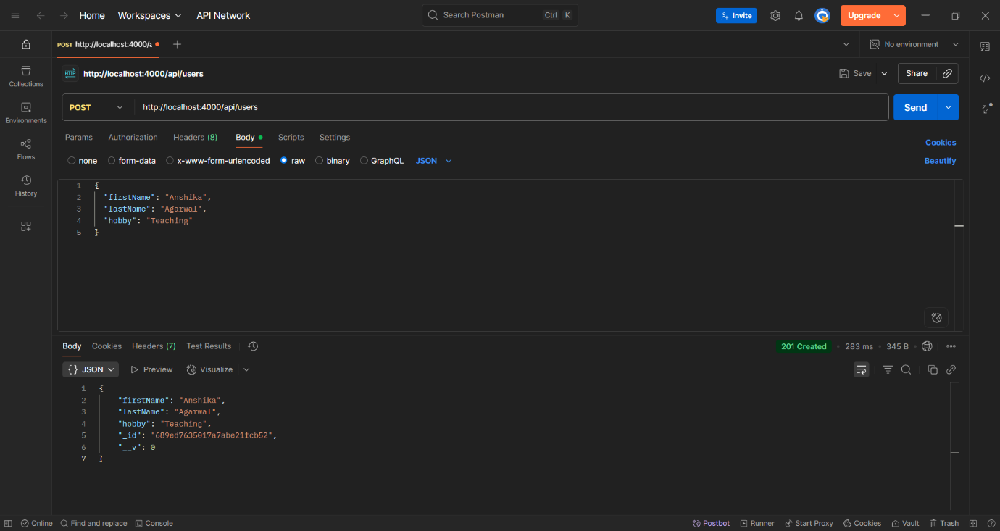 Home Workspaces API Network Search Postman Ctrl K Invite Upgrade
POST http://localhost:4000/a No environment
HTTP http://localhost:4000/api/users Save Share
POST http://localhost:4000/api/users Send
Collections
Environments
Flows
History
Params Authorization Headers (8) Body Scripts Settings Cookies
none form-data x-www-form-urlencoded raw binary GraphQL JSON Beautify
1 {
2 "firstName": "Anshika",
3 "lastName": "Agarwal",
4 "hobby": "Teaching"
5 }
Body Cookies Headers (7) Test Results 201 Created 283 ms 345 B
{} JSON Preview Visualize
1 {
2 "firstName": "Anshika",
3 "lastName": "Agarwal",
4 "hobby": "Teaching",
5 "_id": "689ed7635017a7abe21fcb52",
6 "__v": 0
7 }
Online Find and replace Console Postbot Runner Start Proxy Cookies Vault Trash